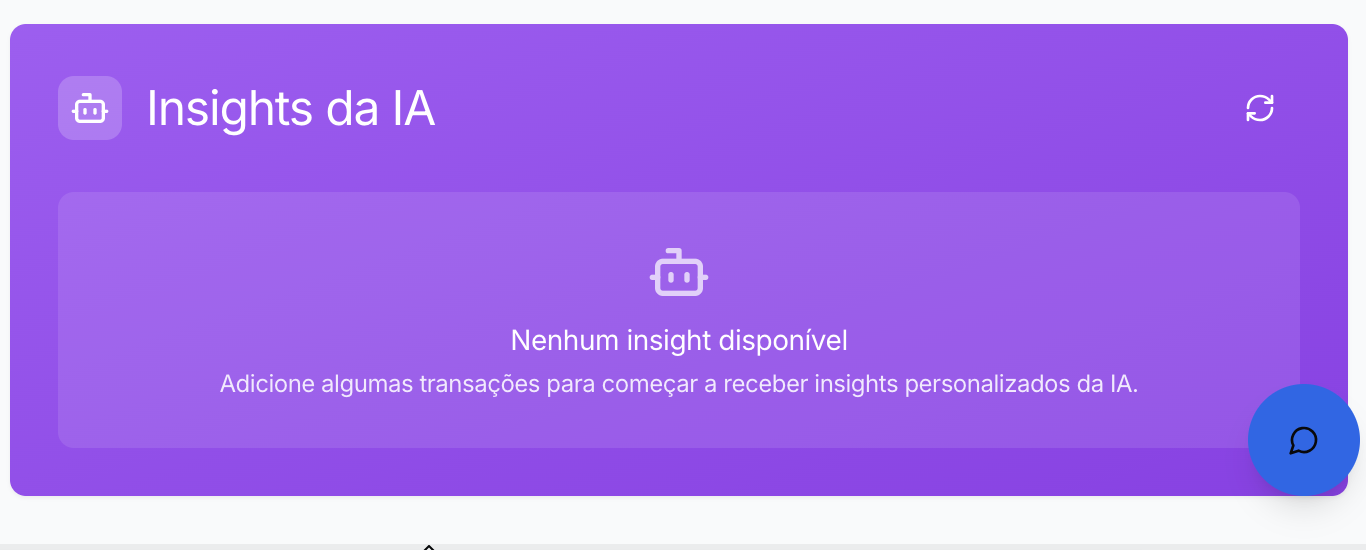 Insights da IA
Nenhum insight disponível
Adicione algumas transações para começar a receber insights personalizados da IA.